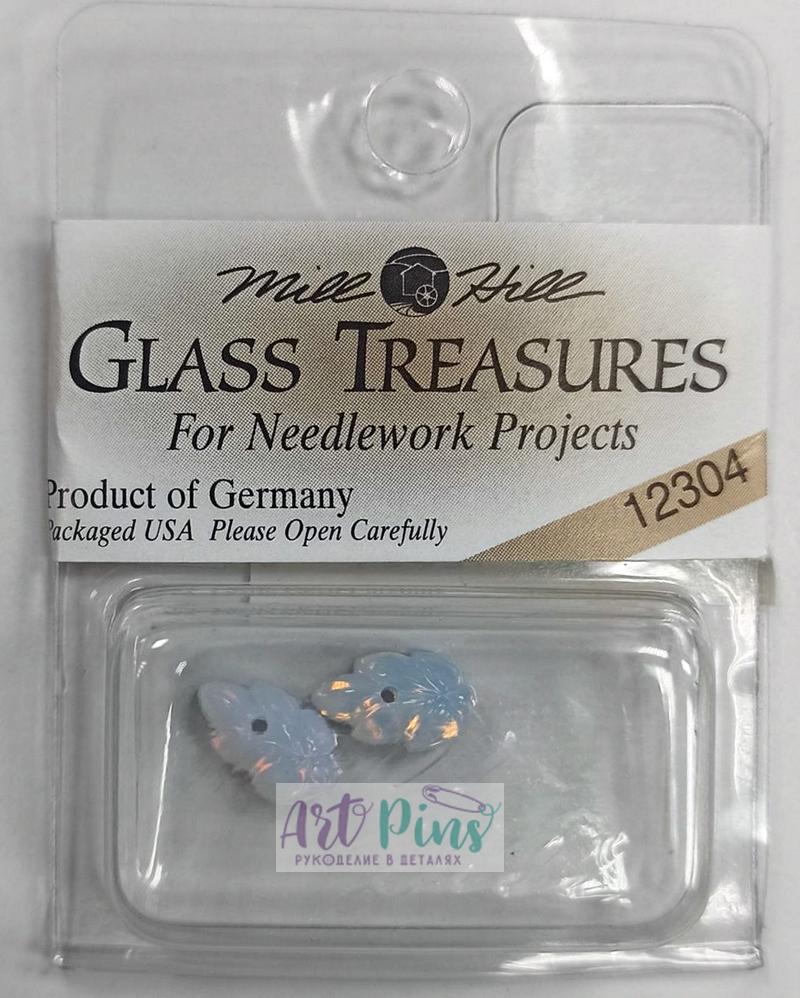 Mill Hill
GLASS TREASURES
For Needlework Projects
Product of Germany
Packaged USA Please Open Carefully
12304
Art Pins
РУКОДЕЛИЕ В ДЕТАЛЯХ